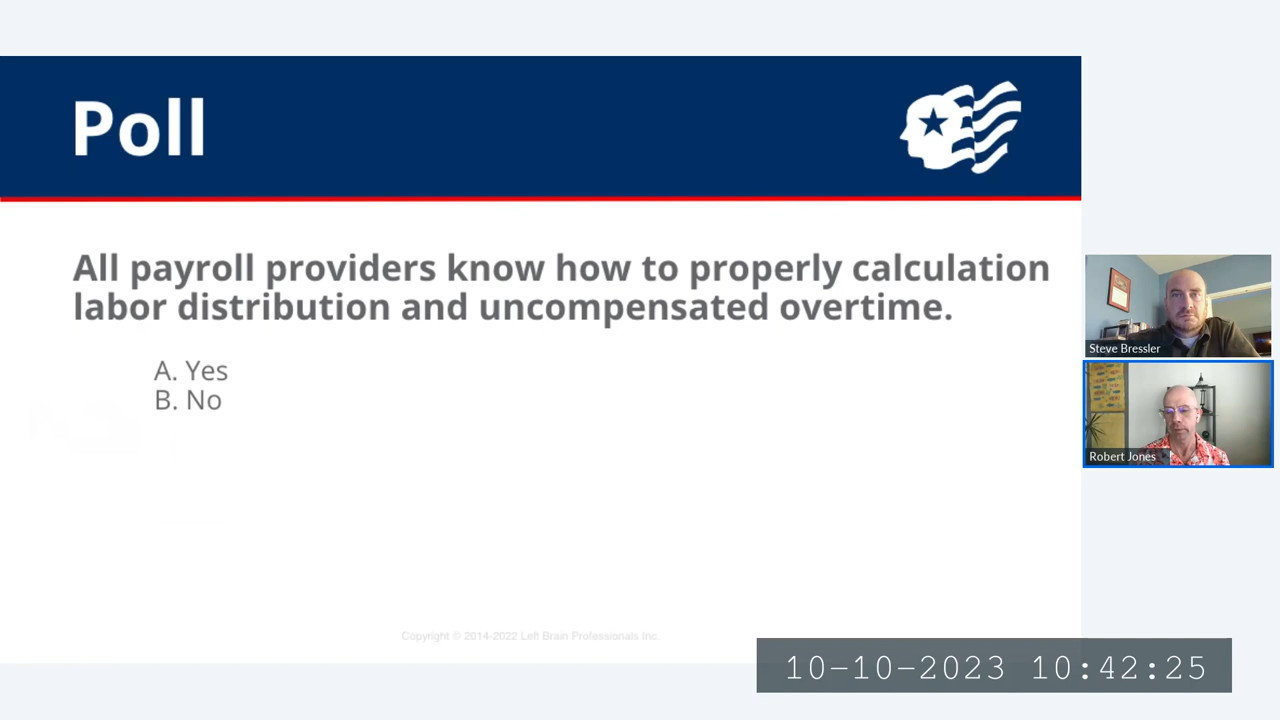 Poll
All payroll providers know how to properly calculation
labor distribution and uncompensated overtime.
A. Yes
B. No
Steve Bressler
Robert Jones
Copyright © 2014-2022 Left Brain Professionals Inc.
10-10-2023 10:42:25